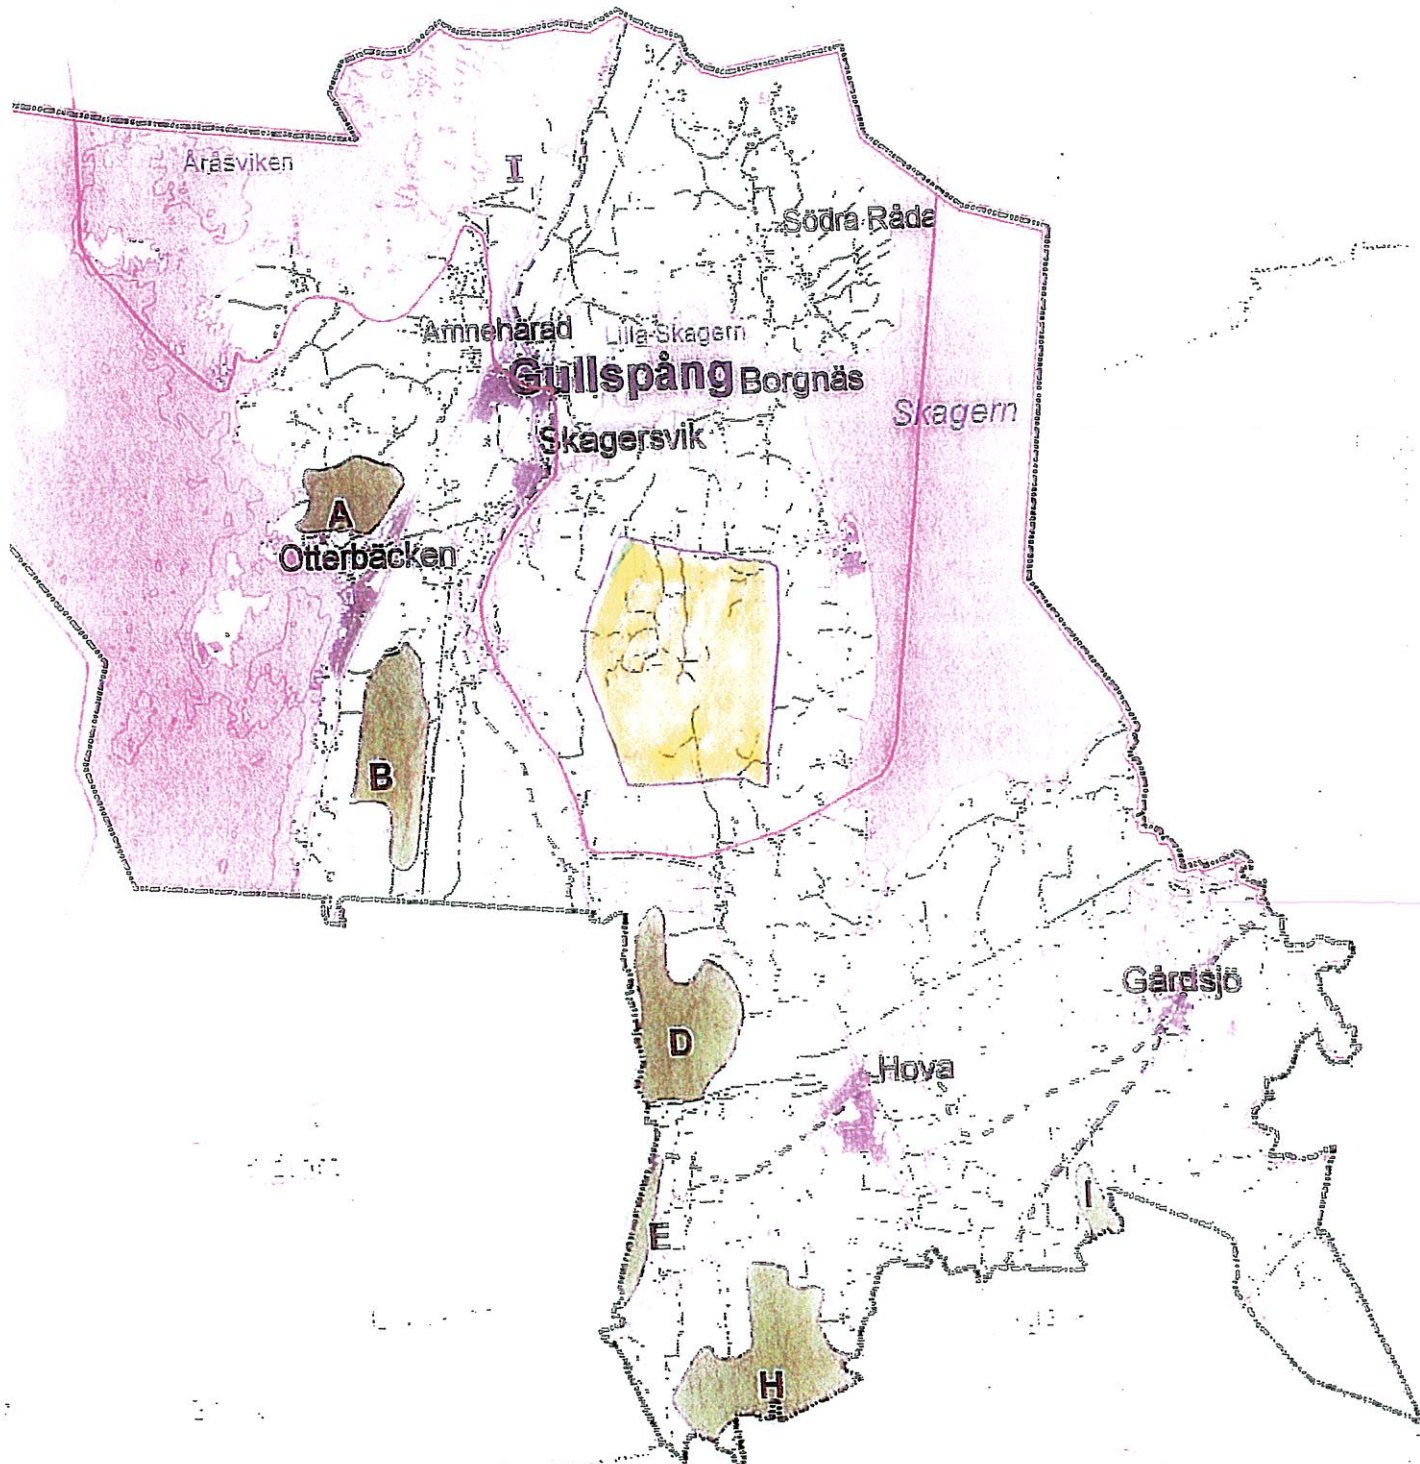 Åråsviken
I
Södra Råda
Amnehärad
Lilla Skagern
Gullspång
Borgnäs
Skagern
Skagersvik
A
Otterbäcken
B
Gårdsjö
D
Hova
I
E
H